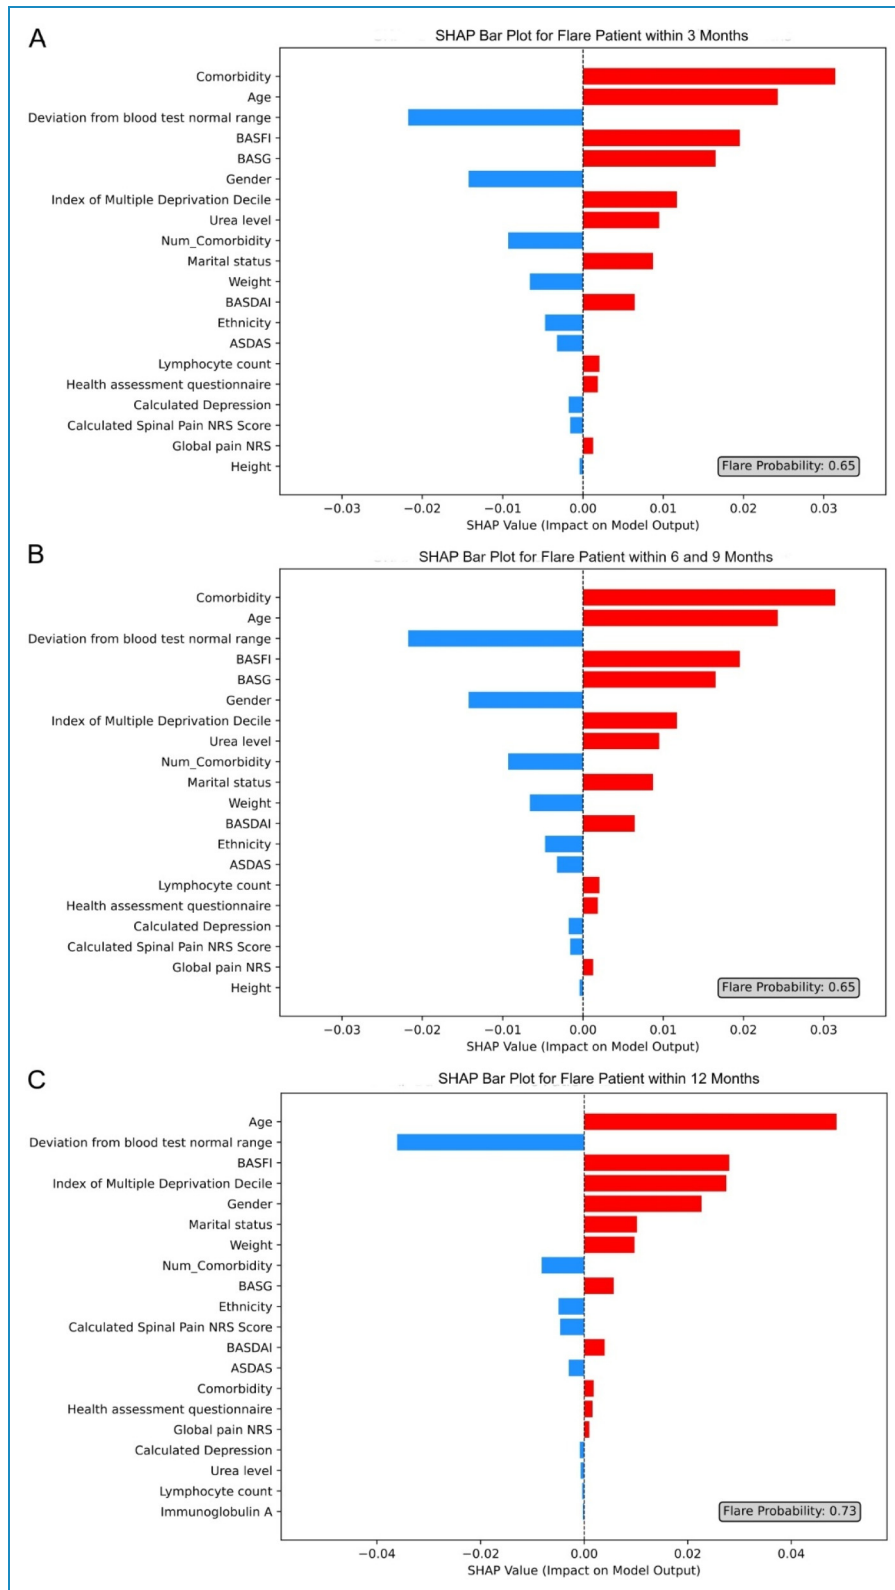 A
SHAP Bar Plot for Flare Patient within 3 Months
Comorbidity
Age
Deviation from blood test normal range
BASFI
BASG
Gender
Index of Multiple Deprivation Decile
Urea level
Num_Comorbidity
Marital status
Weight
BASDAI
Ethnicity
ASDAS
Lymphocyte count
Health assessment questionnaire
Calculated Depression
Calculated Spinal Pain NRS Score
Global pain NRS
Height
Flare Probability: 0.65
−0.03 −0.02 −0.01 0.00 0.01 0.02 0.03
SHAP Value (Impact on Model Output)
B
SHAP Bar Plot for Flare Patient within 6 and 9 Months
Comorbidity
Age
Deviation from blood test normal range
BASFI
BASG
Gender
Index of Multiple Deprivation Decile
Urea level
Num_Comorbidity
Marital status
Weight
BASDAI
Ethnicity
ASDAS
Lymphocyte count
Health assessment questionnaire
Calculated Depression
Calculated Spinal Pain NRS Score
Global pain NRS
Height
Flare Probability: 0.65
−0.03 −0.02 −0.01 0.00 0.01 0.02 0.03
SHAP Value (Impact on Model Output)
C
SHAP Bar Plot for Flare Patient within 12 Months
Age
Deviation from blood test normal range
BASFI
Index of Multiple Deprivation Decile
Gender
Marital status
Weight
Num_Comorbidity
BASG
Ethnicity
Calculated Spinal Pain NRS Score
BASDAI
ASDAS
Comorbidity
Health assessment questionnaire
Global pain NRS
Calculated Depression
Urea level
Lymphocyte count
Immunoglobulin A
Flare Probability: 0.73
−0.04 −0.02 0.00 0.02 0.04
SHAP Value (Impact on Model Output)